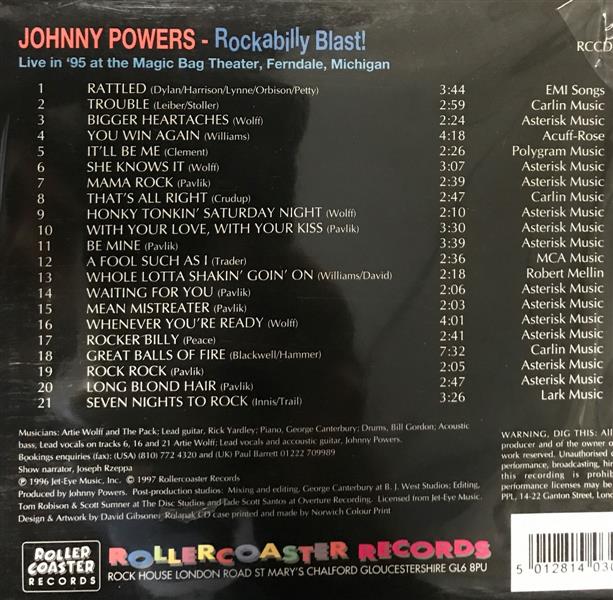 JOHNNY POWERS - Rockabilly Blast!
RCCD
Live in '95 at the Magic Bag Theater, Ferndale, Michigan
1 RATTLED (Dylan/Harrison/Lynne/Orbison/Petty) 3:44 EMI Songs
2 TROUBLE (Leiber/Stoller) 2:59 Carlin Music
3 BIGGER HEARTACHES (Wolff) 2:24 Asterisk Music
4 YOU WIN AGAIN (Williams) 4:18 Acuff-Rose
5 IT'LL BE ME (Clement) 2:26 Polygram Music
6 SHE KNOWS IT (Wolff) 3:07 Asterisk Music
7 MAMA ROCK (Pavlik) 2:39 Asterisk Music
8 THAT'S ALL RIGHT (Crudup) 2:47 Carlin Music
9 HONKY TONKIN' SATURDAY NIGHT (Wolff) 2:10 Asterisk Music
10 WITH YOUR LOVE, WITH YOUR KISS (Pavlik) 3:30 Asterisk Music
11 BE MINE (Pavlik) 3:39 Asterisk Music
12 A FOOL SUCH AS I (Trader) 2:36 MCA Music
13 WHOLE LOTTA SHAKIN' GOIN' ON (Williams/David) 2:18 Robert Mellin
14 WAITING FOR YOU (Pavlik) 2:06 Asterisk Music
15 MEAN MISTREATER (Pavlik) 2:03 Asterisk Music
16 WHENEVER YOU'RE READY (Wolff) 4:01 Asterisk Music
17 ROCKER BILLY (Peace) 2:41 Asterisk Music
18 GREAT BALLS OF FIRE (Blackwell/Hammer) 7:32 Carlin Music
19 ROCK ROCK (Pavlik) 2:05 Asterisk Music
20 LONG BLOND HAIR (Pavlik) 2:47 Asterisk Music
21 SEVEN NIGHTS TO ROCK (Innis/Trail) 3:26 Lark Music
Musicians: Artie Wolff and The Pack; Lead guitar, Rick Yardley; Piano, George Canterbury; Drums, Bill Gordon; Acoustic
bass, Lead vocals on tracks 6, 16 and 21 Artie Wolff; Lead vocals and accoustic guitar, Johnny Powers.
Bookings enquiries (fax): (USA) (810) 772 4320 and (UK) Paul Barrett 01222 709989
Show narrator, Joseph Rzeppa
℗ 1996 Jet-Eye Music, Inc. © 1997 Rollercoaster Records
Produced by Johnny Powers. Post-production studios: Mixing and editing, George Canterbury at B. J. West Studios; Editing,
Tom Robison & Scott Sumner at The Disc Studios and Jade Scott Santos at Overture Recording. Licensed from Jet-Eye Music.
Design & Artwork by David Gibsone; Rolapak CD case printed and made by Norwich Colour Print
WARNING, DIG THIS: All
producer and of the owner o
work reserved. Unauthorised
performance, broadcasting, hir
this recording is prohib
performance licenses may be
PPL, 14-22 Ganton Street, Lon
ROLLER
COASTER
RECORDS
ROLLERCOASTER RECORDS
ROCK HOUSE LONDON ROAD ST MARY'S CHALFORD GLOUCESTERSHIRE GL6 8PU
5 012814 03